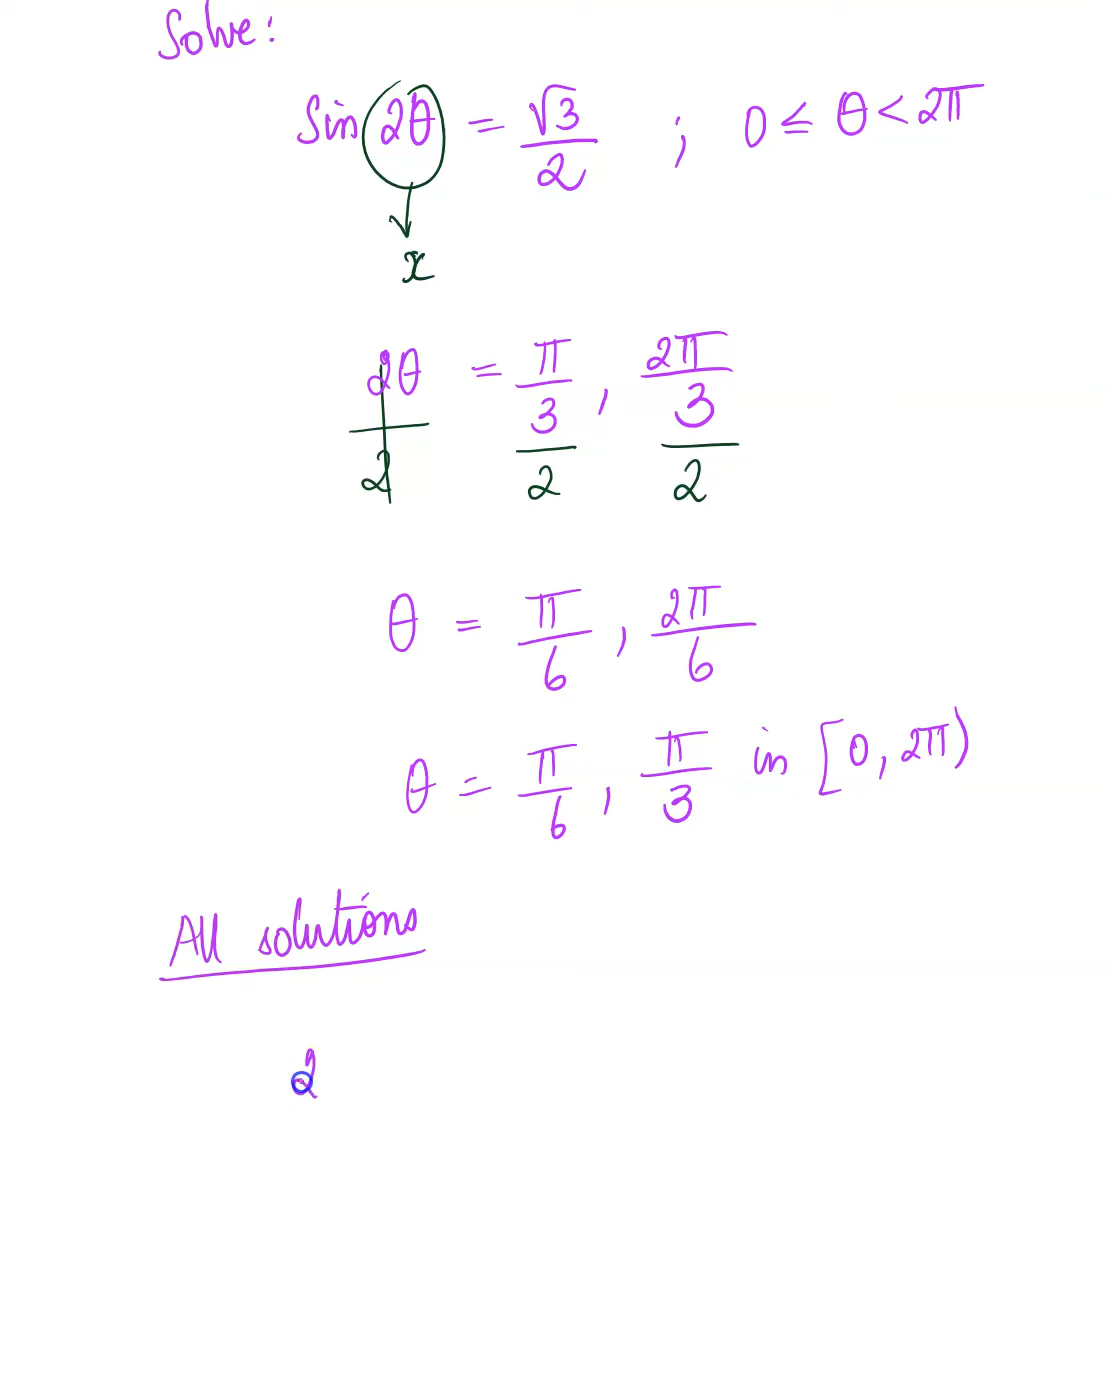 Solve:
Sin 2θ = √3/2 ; 0 ≤ θ < 2π
x
2θ/2 = π/3/2, 2π/3/2
θ = π/6, 2π/6
θ = π/6, π/3 in [0, 2π)
All solutions
2